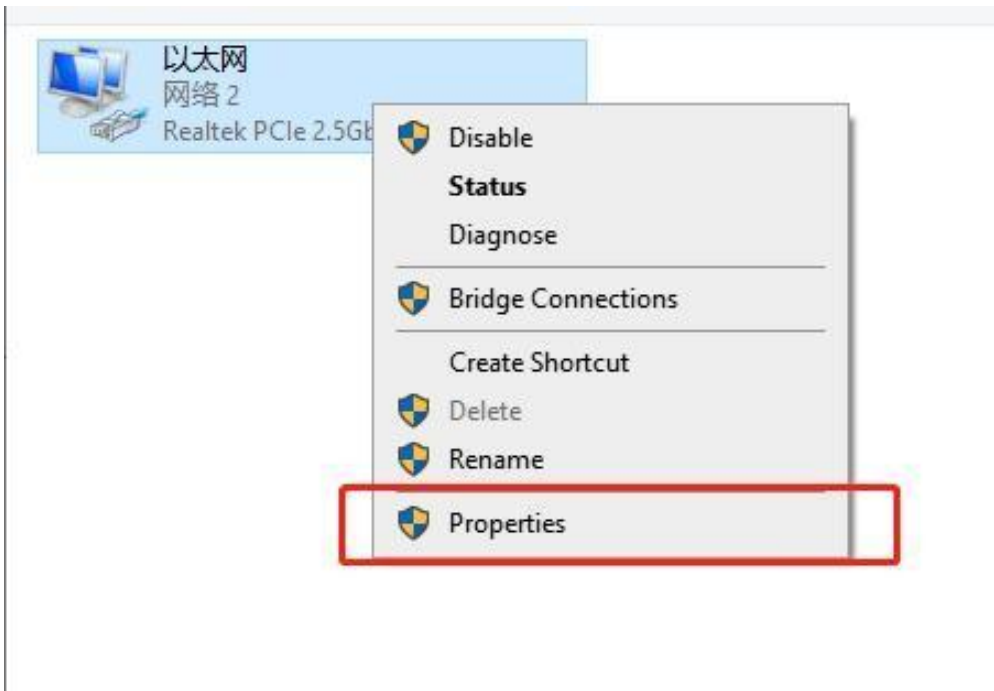 以太网
网络 2
Realtek PCIe 2.5Gb
Disable
Status
Diagnose
Bridge Connections
Create Shortcut
Delete
Rename
Properties